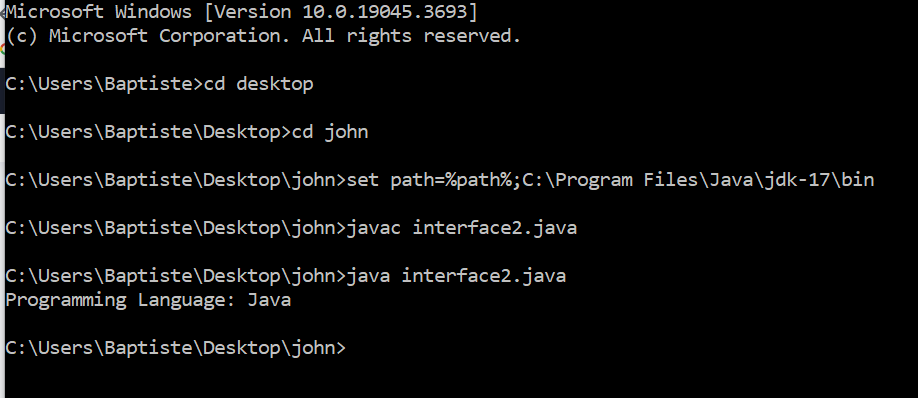 Microsoft Windows [Version 10.0.19045.3693]
(c) Microsoft Corporation. All rights reserved.
C:\Users\Baptiste>cd desktop
C:\Users\Baptiste\Desktop>cd john
C:\Users\Baptiste\Desktop\john>set path=%path%;C:\Program Files\Java\jdk-17\bin
C:\Users\Baptiste\Desktop\john>javac interface2.java
C:\Users\Baptiste\Desktop\john>java interface2.java
Programming Language: Java
C:\Users\Baptiste\Desktop\john>